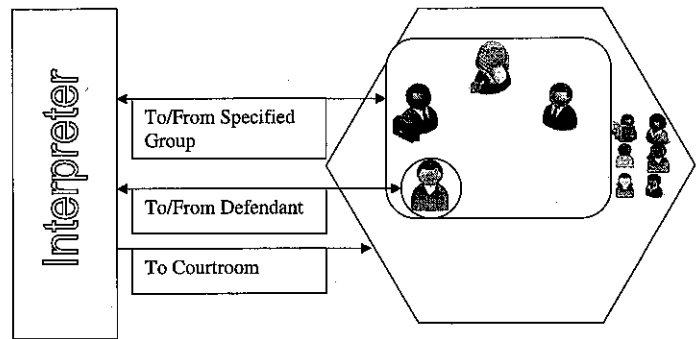 Interpreter
To/From Specified
Group
To/From Defendant
To Courtroom